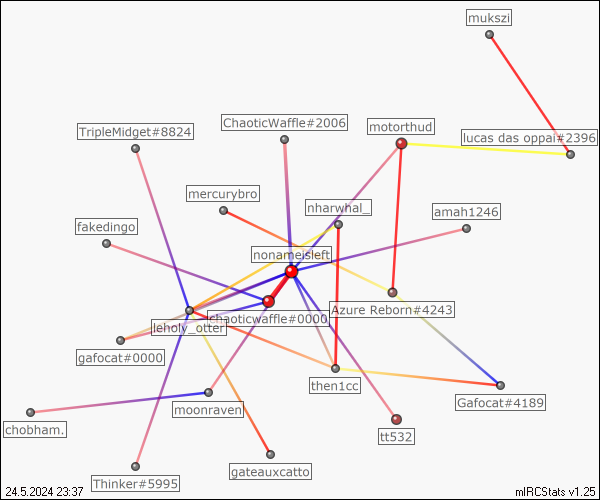 mukszi
ChaoticWaffle#2006
motorthud
TripleMidget#8824
lucas das oppai#2396
mercurybro
nharwhal_
amah1246
fakedingo
nonameisleft
Azure Reborn#4243
chaoticwaffle#0000
leholy_otter
gafocat#0000
then1cc
Gafocat#4189
moonraven
chobham.
tt532
gateauxcatto
Thinker#5995
24.5.2024 23:37
mIRCStats v1.25